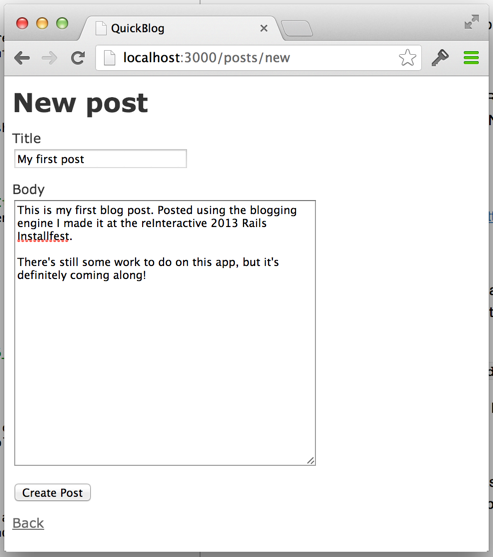 QuickBlog
localhost:3000/posts/new
New post
Title
My first post
Body
This is my first blog post. Posted using the blogging
engine I made it at the reInteractive 2013 Rails
Installfest.
There's still some work to do on this app, but it's
definitely coming along!
Create Post
Back